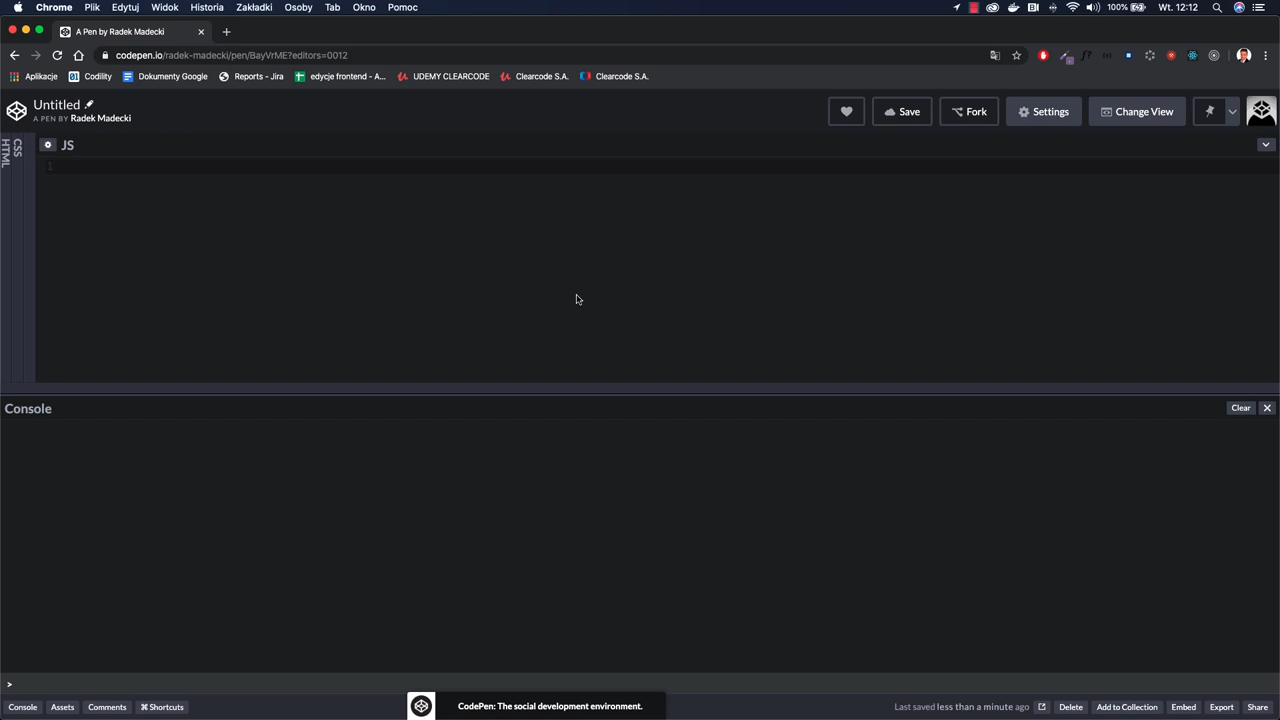 Chrome Plik Edytuj Widok Historia Zakładki Osoby Tab Okno Pomoc 100% Wt. 12:12
A Pen by Radek Madecki
codepen.io/radek-madecki/pen/BayVrME?editors=0012
Aplikacje Codility Dokumenty Google Reports - Jira edycje frontend - A... UDEMY CLEARCODE Clearcode S.A. Clearcode S.A.
Untitled
A PEN BY Radek Madecki
Save Fork Settings Change View
HTML
CSS
JS
1
Console
Clear
>
CodePen: The social development environment.
Console Assets Comments ⌘ Shortcuts Last saved less than a minute ago Delete Add to Collection Embed Export Share